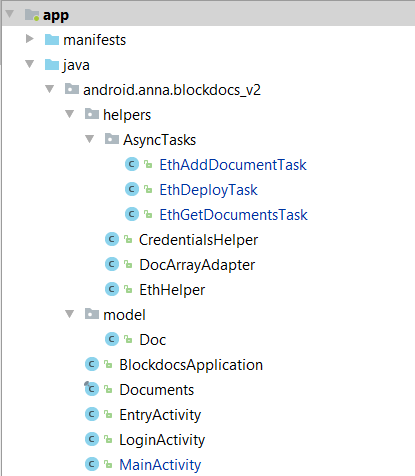 app
manifests
java
android.anna.blockdocs_v2
helpers
AsyncTasks
EthAddDocumentTask
EthDeployTask
EthGetDocumentsTask
CredentialsHelper
DocArrayAdapter
EthHelper
model
Doc
BlockdocsApplication
Documents
EntryActivity
LoginActivity
MainActivity